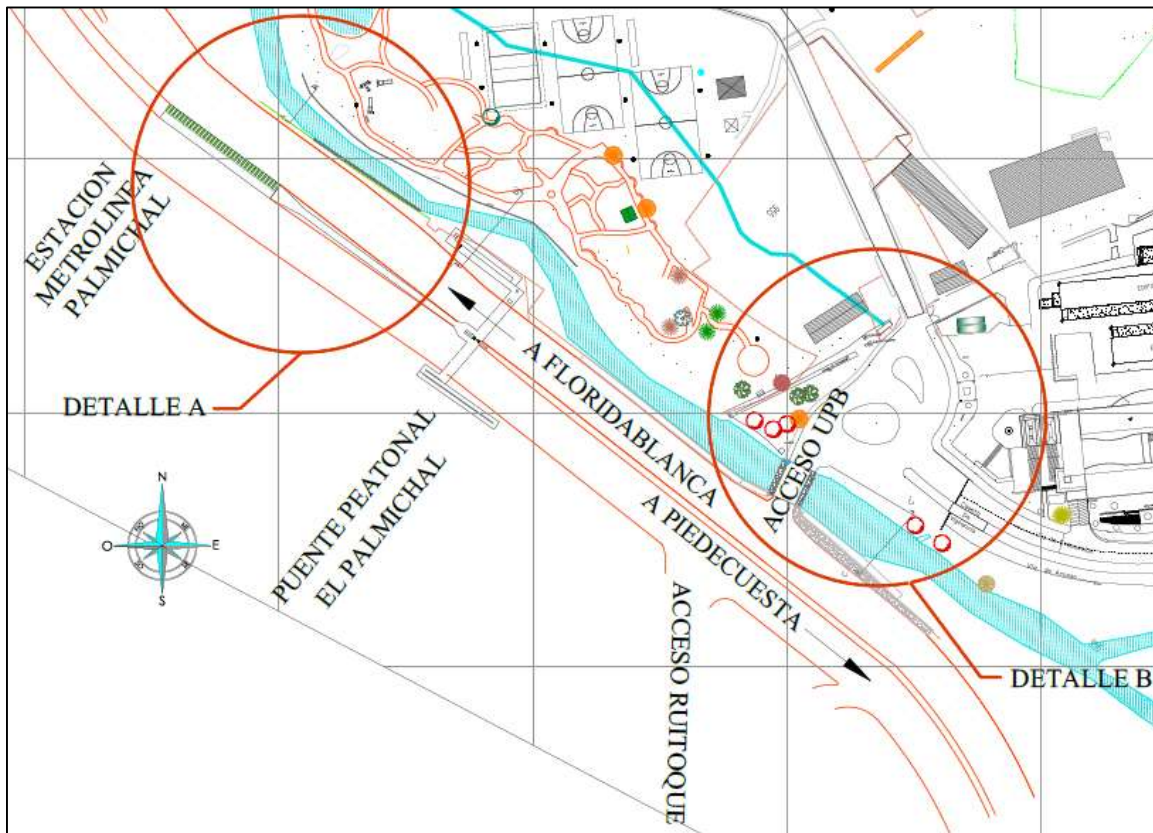 ESTACION
METROLINEA
PALMICHAL
DETALLE A
A FLORIDABLANCA
A PIEDECUESTA
PUENTE PEATONAL
EL PALMICHAL
ACCESO UPB
ACCESO RUITOQUE
DETALLE B
N
O
E
S